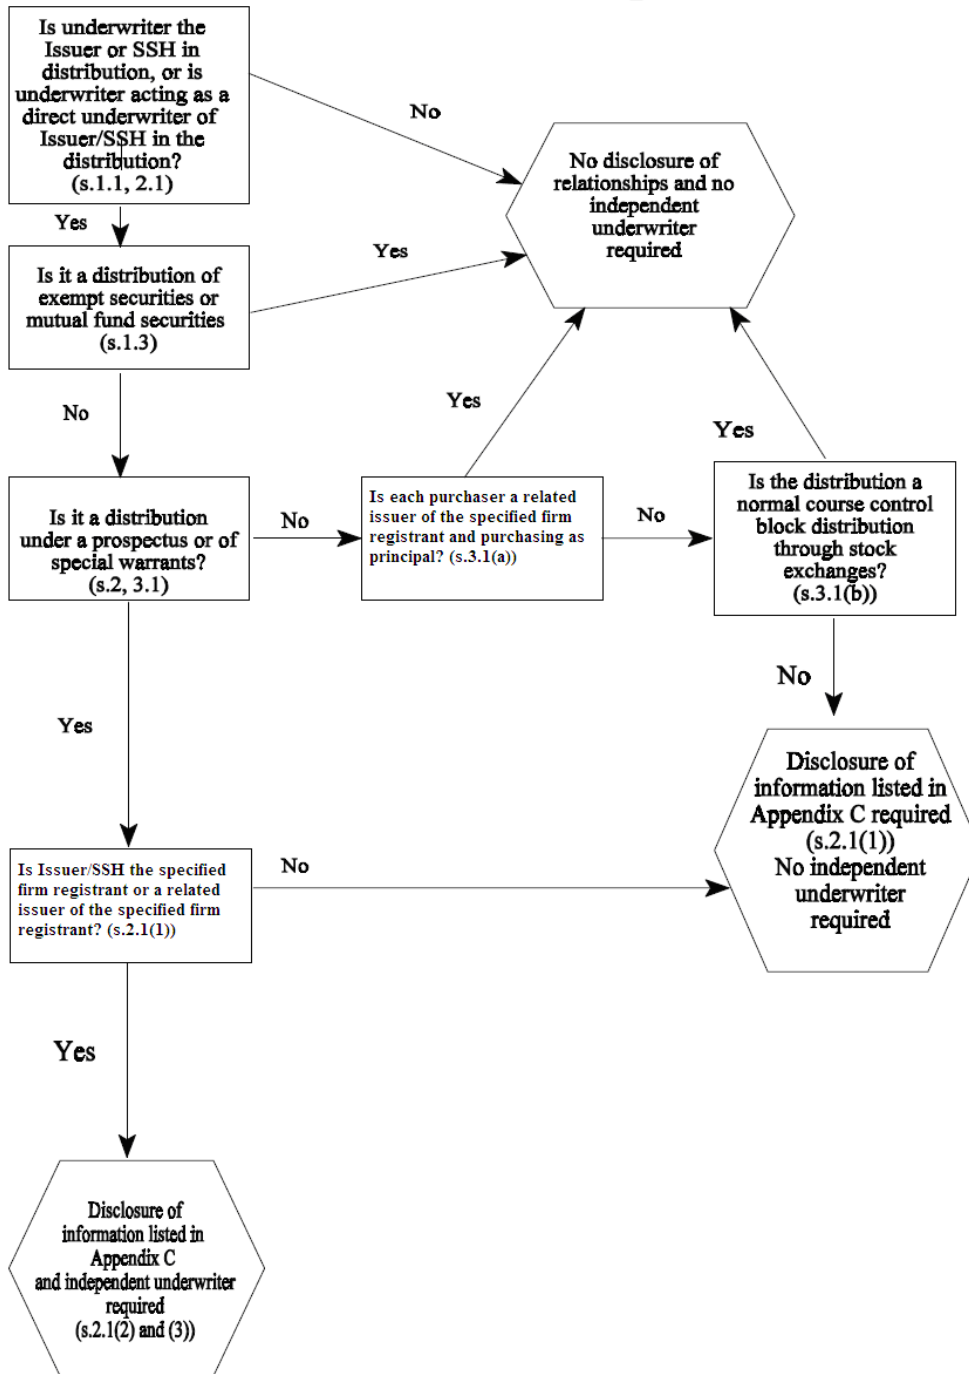 Is underwriter the
Issuer or SSH in
distribution, or is
underwriter acting as a
direct underwriter of
Issuer/SSH in the
distribution?
(s.1.1, 2.1)
No
No disclosure of
relationships and no
independent
underwriter
required
Yes
Is it a distribution of
exempt securities or
mutual fund securities
(s.1.3)
Yes
No
Yes
Yes
Is it a distribution
under a prospectus or of
special warrants?
(s.2, 3.1)
No
Is each purchaser a related
issuer of the specified firm
registrant and purchasing as
principal? (s.3.1(a))
No
Is the distribution a
normal course control
block distribution
through stock
exchanges?
(s.3.1(b))
No
Yes
Disclosure of
information listed in
Appendix C required
(s.2.1(1))
No independent
underwriter
required
Is Issuer/SSH the specified
firm registrant or a related
issuer of the specified firm
registrant? (s.2.1(1))
No
Yes
Disclosure of
information listed in
Appendix C
and independent underwriter
required
(s.2.1(2) and (3))